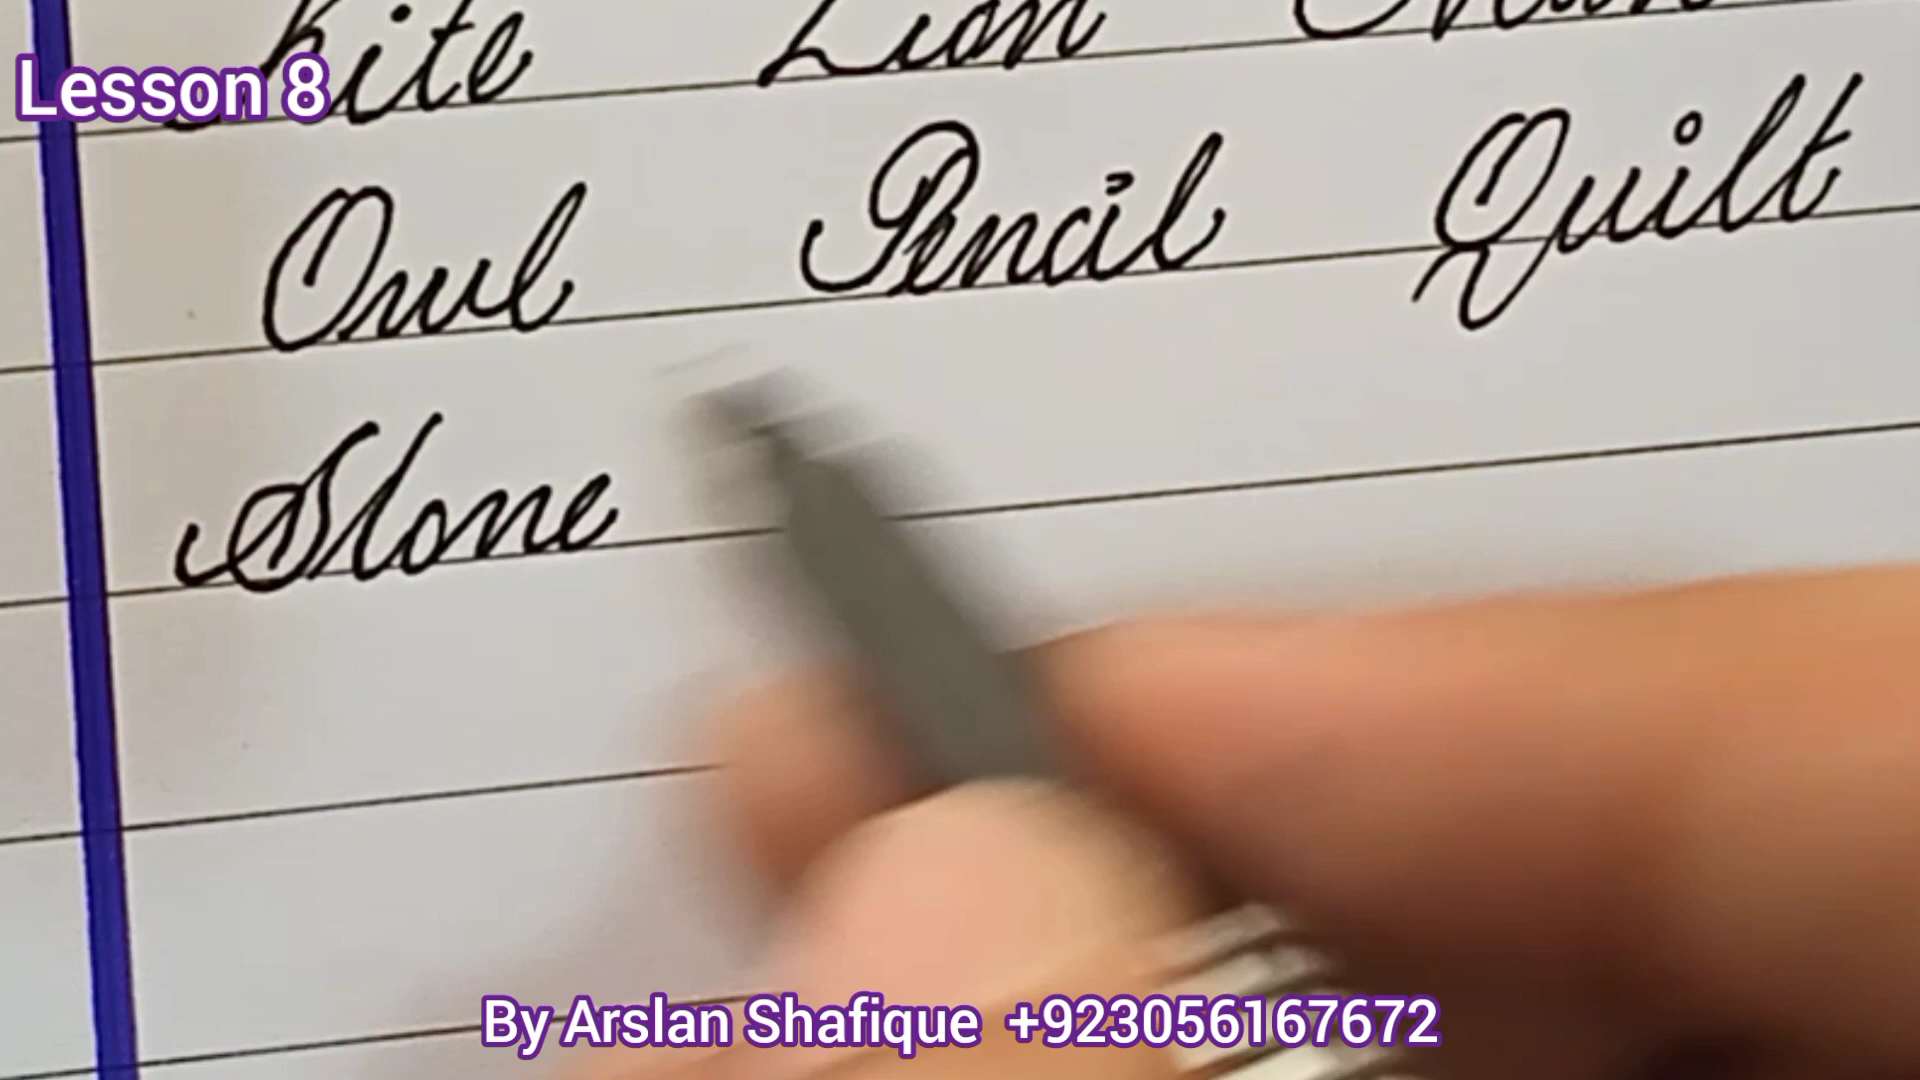 Lesson 8
Kite Lion
Owl Pencil Quilt
Stone
By Arslan Shafique +923056167672